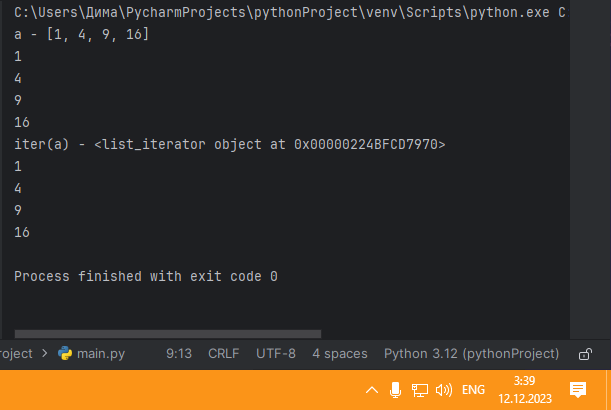 C:\Users\Дима\PycharmProjects\pythonProject\venv\Scripts\python.exe C
a - [1, 4, 9, 16]
1
4
9
16
iter(a) - <list_iterator object at 0x00000224BFCD7970>
1
4
9
16
Process finished with exit code 0
roject > main.py 9:13 CRLF UTF-8 4 spaces Python 3.12 (pythonProject)
ENG 3:39
12.12.2023